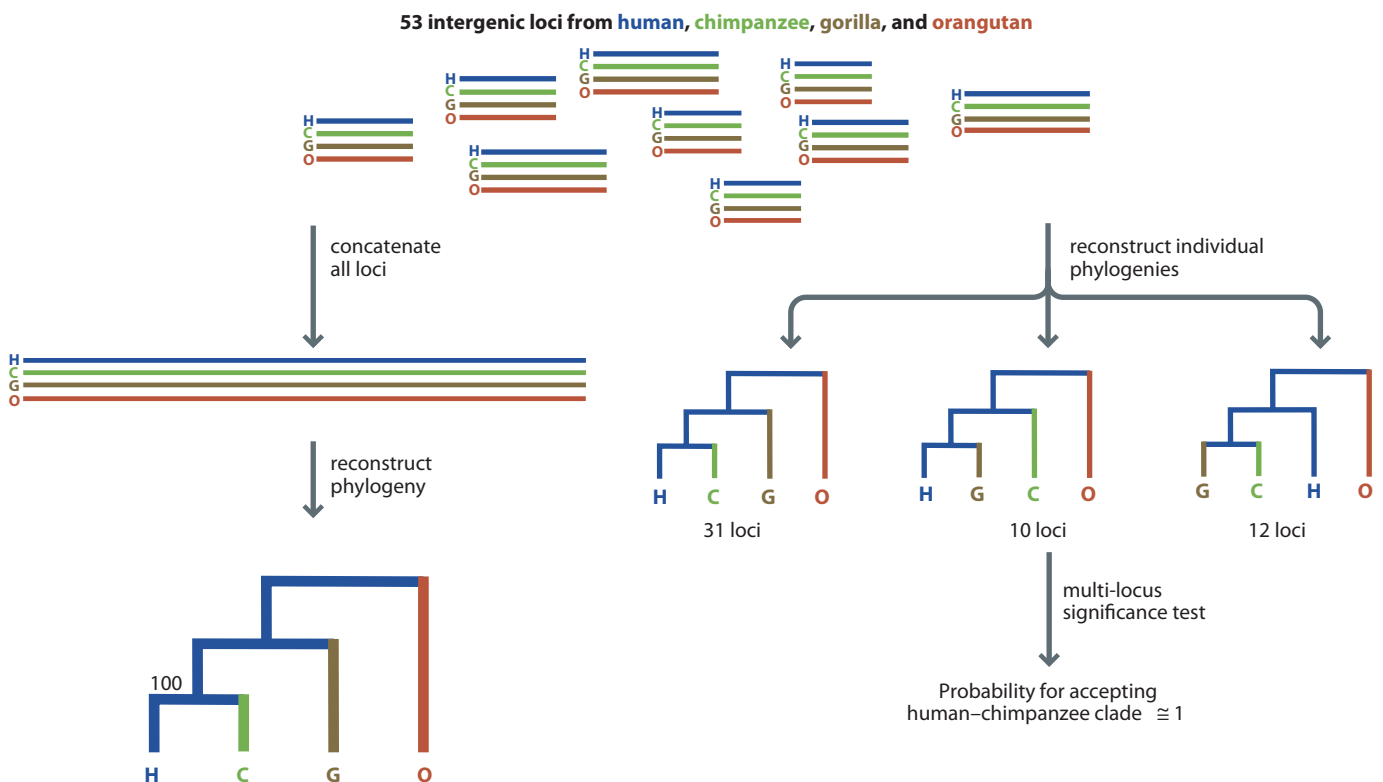 53 intergenic loci from human, chimpanzee, gorilla, and orangutan
H
C
G
O
H
C
G
O
H
C
G
O
H
C
G
O
H
C
G
O
H
C
G
O
H
C
G
O
H
C
G
O
H
C
G
O
concatenate
all loci
reconstruct individual
phylogenies
H
C
G
O
reconstruct
phylogeny
H C G O
31 loci
H G C O
10 loci
G C H O
12 loci
multi-locus
significance test
Probability for accepting
human–chimpanzee clade ≅ 1
100
H C G O